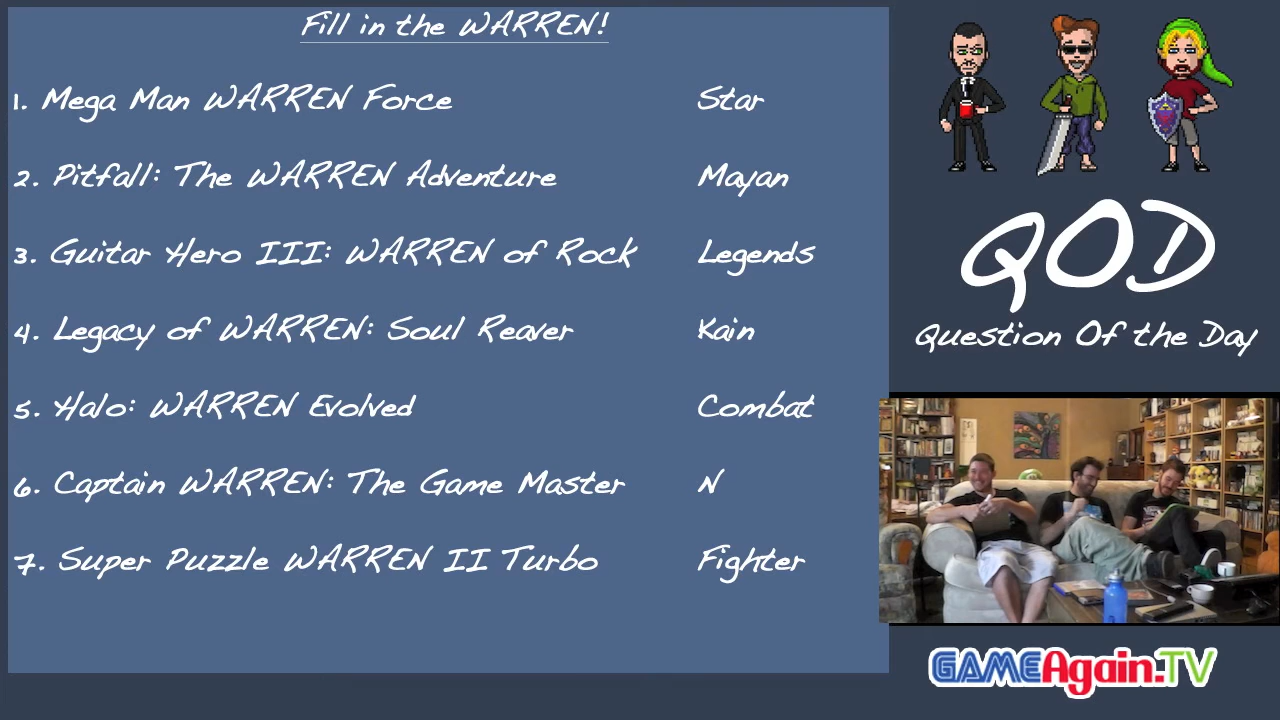 Fill in the WARREN!
1. Mega Man WARREN Force Star
2. Pitfall: The WARREN Adventure Mayan
3. Guitar Hero III: WARREN of Rock Legends
4. Legacy of WARREN: Soul Reaver Kain
5. Halo: WARREN Evolved Combat
6. Captain WARREN: The Game Master N
7. Super Puzzle WARREN II Turbo Fighter
QOD
Question Of the Day
GAMEAgain.TV